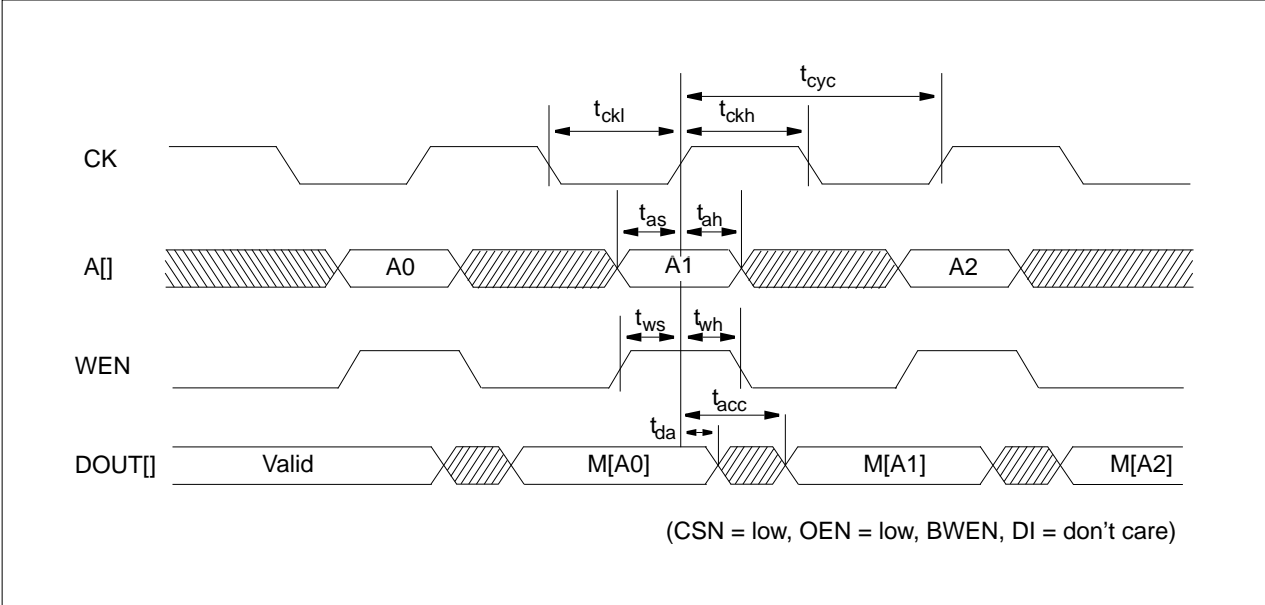 tcyc
tckl
tckh
CK
tas
tah
A[]
A0
A1
A2
tws
twh
WEN
tacc
tda
DOUT[]
Valid
M[A0]
M[A1]
M[A2]
(CSN = low, OEN = low, BWEN, DI = don't care)